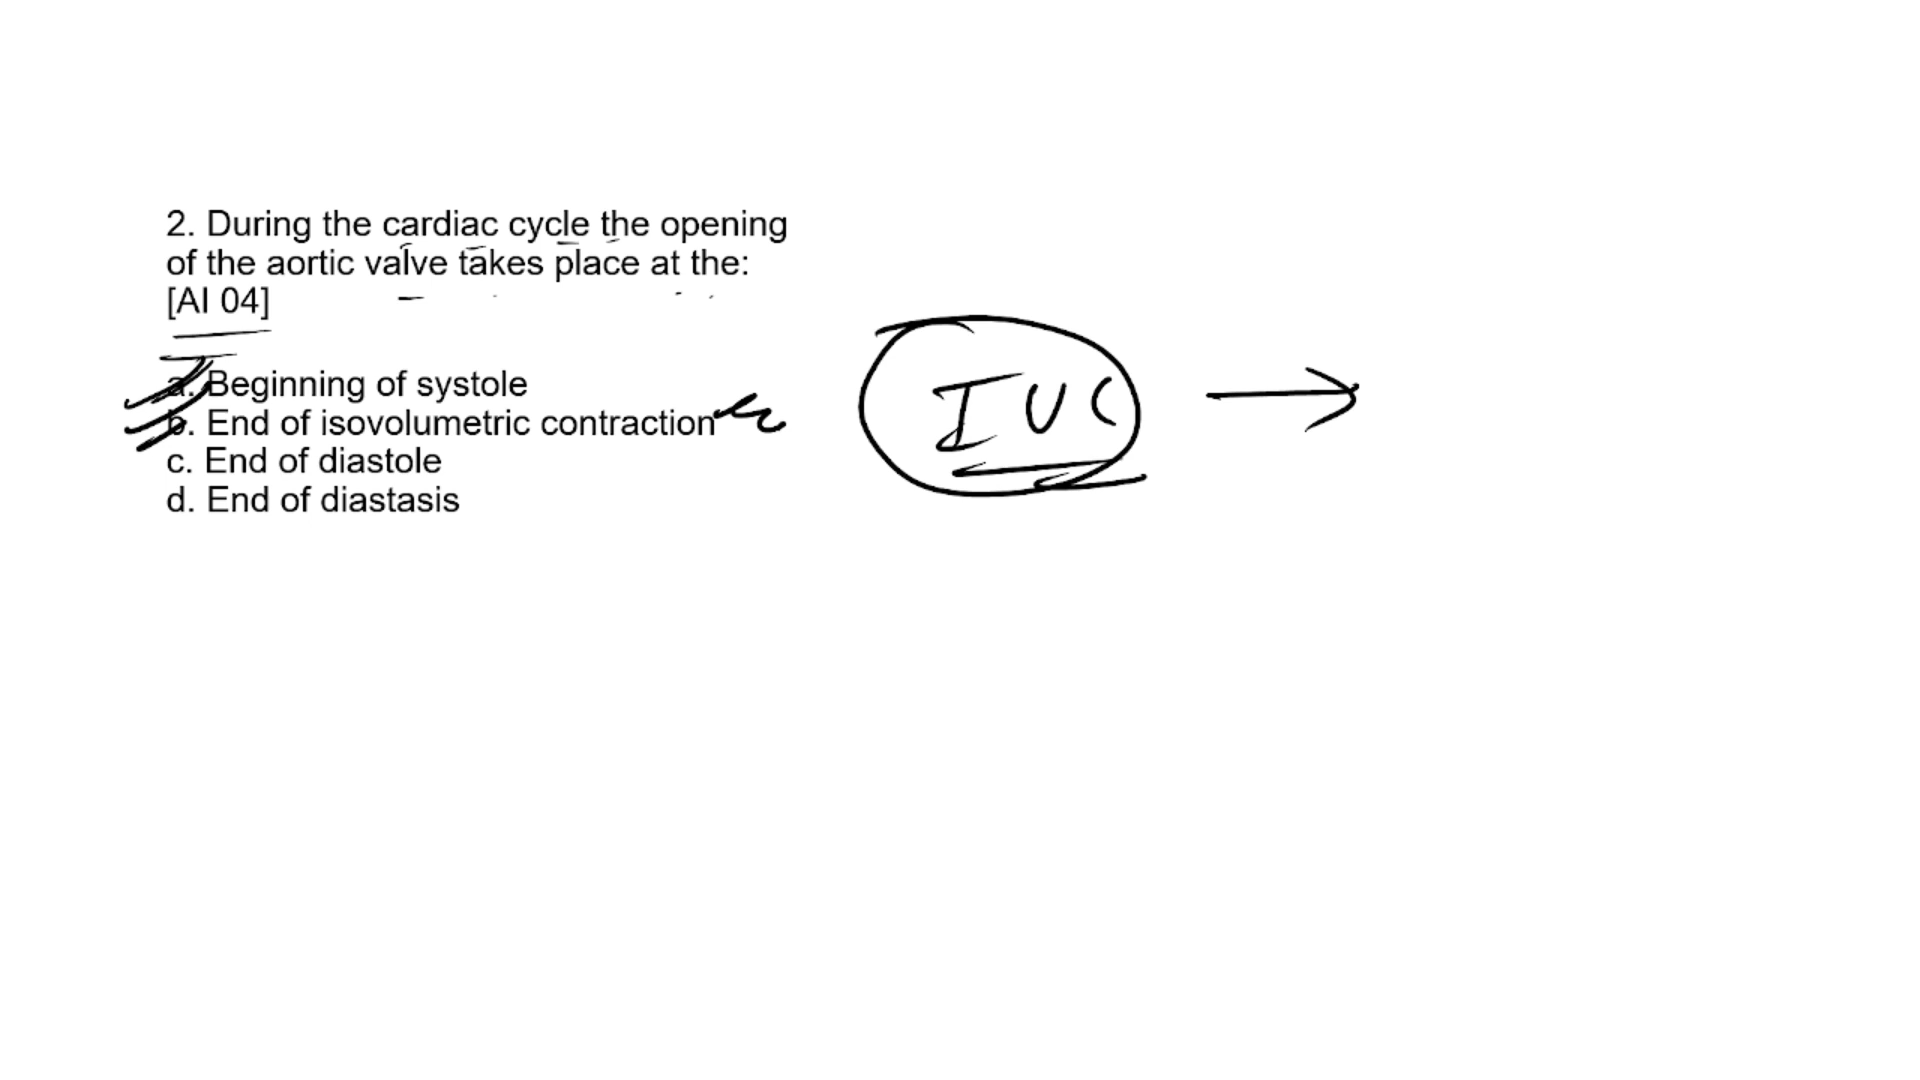 2. During the cardiac cycle the opening
of the aortic valve takes place at the:
[AI 04]
a. Beginning of systole
b. End of isovolumetric contraction
c. End of diastole
d. End of diastasis
IVC